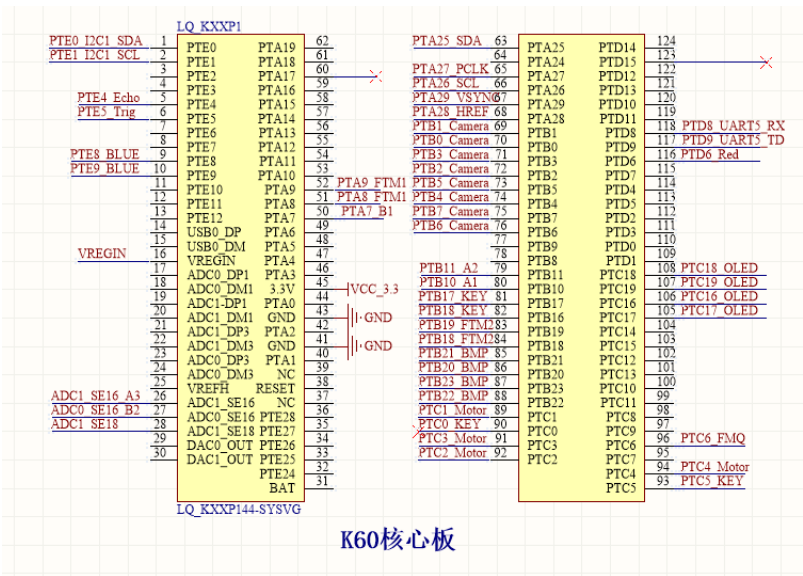 LQ_KXXP1
PTE0 I2C1_SDA 1 PTE0 PTA19 62
PTE1 I2C1_SCL 2 PTE1 PTA18 61
3 PTE2 PTA17 60
4 PTE3 PTA16 59
PTE4_Echo 5 PTE4 PTA15 58
PTE5_Trig 6 PTE5 PTA14 57
7 PTE6 PTA13 56
8 PTE7 PTA12 55
PTE8 BLUE 9 PTE8 PTA11 54
PTE9_BLUE 10 PTE9 PTA10 53
11 PTE10 PTA9 52 PTA9_FTM1
12 PTE11 PTA8 51 PTA8 FTM1
13 PTE12 PTA7 50 PTA7_B1
14 USB0_DP PTA6 49
15 USB0_DM PTA5 48
VREGIN 16 VREGIN PTA4 47
17 ADC0_DP1 PTA3 46
18 ADC0_DM1 3.3V 45 VCC_3.3
19 ADC1_DP1 PTA0 44
20 ADC1_DM1 GND 43 GND
21 ADC1_DP3 PTA2 42
22 ADC1_DM3 GND 41 GND
23 ADC0_DP3 PTA1 40
24 ADC0_DM3 NC 39
25 VREFH RESET 38
ADC1_SE16_A3 26 ADC1_SE16 NC 37
ADC0_SE16_B2 27 ADC0_SE16 PTE28 36
ADC1_SE18 28 ADC1_SE18 PTE27 35
29 DAC0_OUT PTE26 34
30 DAC1_OUT PTE25 33
PTE24 32
BAT 31
LQ_KXXP144-SYSVG
PTA25_SDA 63 PTA25 PTD14 124
64 PTA24 PTD15 123
PTA27_PCLK 65 PTA27 PTD12 122
PTA26_SCL 66 PTA26 PTD13 121
PTA29_VSYNC 67 PTA29 PTD10 120
PTA28_HREF 68 PTA28 PTD11 119
PTB1_Camera 69 PTB1 PTD8 118 PTD8_UART5_RX
PTB0_Camera 70 PTB0 PTD9 117 PTD9_UART5_TD
PTB3_Camera 71 PTB3 PTD6 116 PTD6_Red
PTB2_Camera 72 PTB2 PTD7 115
PTB5_Camera 73 PTB5 PTD4 114
PTB4_Camera 74 PTB4 PTD5 113
PTB7_Camera 75 PTB7 PTD2 112
PTB6_Camera 76 PTB6 PTD3 111
77 PTB9 PTD0 110
78 PTB8 PTD1 109
PTB11_A2 79 PTB11 PTC18 108 PTC18_OLED
PTB10_A1 80 PTB10 PTC19 107 PTC19_OLED
PTB17_KEY 81 PTB17 PTC16 106 PTC16_OLED
PTB18_KEY 82 PTB16 PTC17 105 PTC17_OLED
PTB19_FTM2 83 PTB19 PTC14 104
PTB18_FTM2 84 PTB18 PTC15 103
PTB21_BMP 85 PTB21 PTC12 102
PTB20_BMP 86 PTB20 PTC13 101
PTB23_BMP 87 PTB23 PTC10 100
PTB22_BMP 88 PTB22 PTC11 99
PTC1_Motor 89 PTC1 PTC8 98
PTC0_KEY 90 PTC0 PTC9 97
PTC3_Motor 91 PTC3 PTC6 96 PTC6_FMQ
PTC2_Motor 92 PTC2 PTC7 95
PTC4 94 PTC4_Motor
PTC5 93 PTC5_KEY
K60核心板